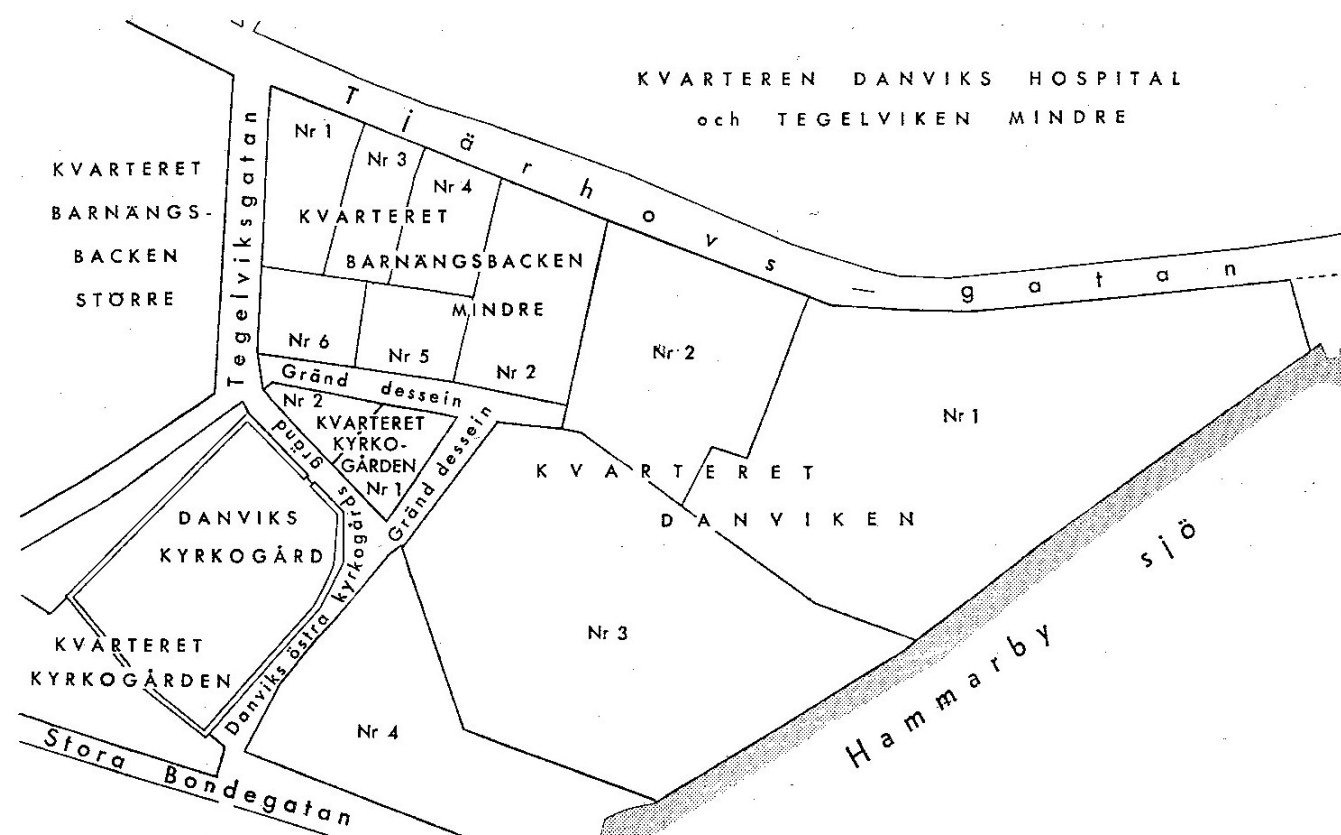 KVARTEREN DANVIKS HOSPITAL
och TEGELVIKEN MINDRE
Tjärhovs-gatan
Tegelviksgatan
KVARTERET
BARNÄNGS-
BACKEN
STÖRRE
Nr 1
Nr 3
Nr 4
KVARTERET
BARNÄNGSBACKEN
MINDRE
Nr 6
Nr 5
Nr 2
Gränd dessein
Nr 2
KVARTERET
KYRKO-
GÅRDEN
Nr 1
Gränd dessein
Danviks östra kyrkogårds gränd
DANVIKS
KYRKOGÅRD
KVARTERET
KYRKOGÅRDEN
Stora Bondegatan
Nr 2
Nr 1
KVARTERET
DANVIKEN
Nr 3
Nr 4
Hammarby sjö